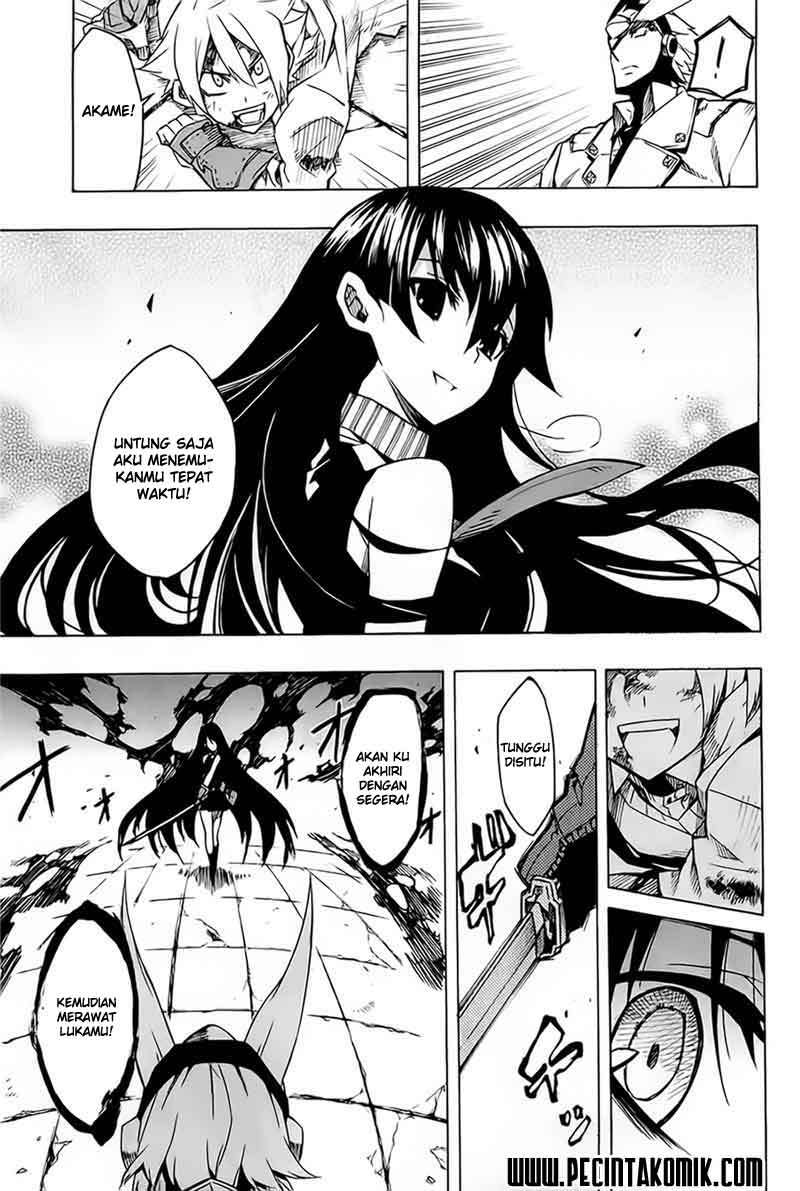 !
AKAME!
UNTUNG SAJA
AKU MENEMU-
KANMU TEPAT
WAKTU!
TUNGGU
DISITU!
AKAN KU
AKHIRI
DENGAN
SEGERA!
KEMUDIAN
MERAWAT
LUKAMU!
WWW.PECINTAKOMIK.COM